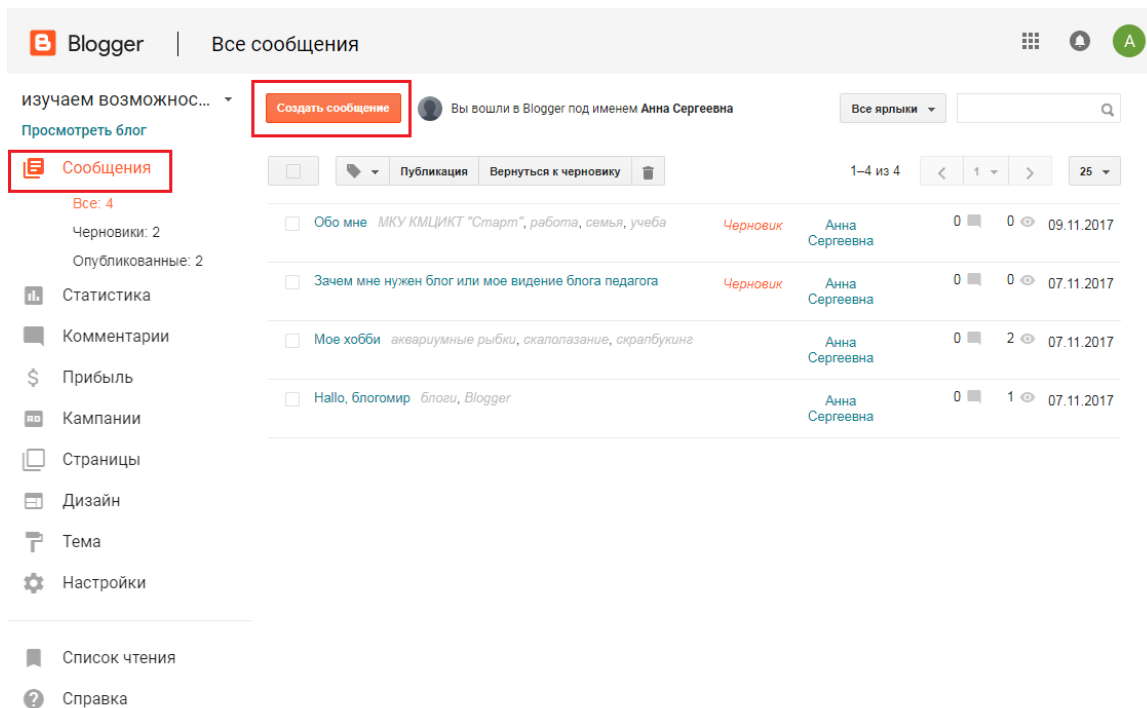 Blogger | Все сообщения
A
изучаем возможнос...
Просмотреть блог
Создать сообщение
Вы вошли в Blogger под именем Анна Сергеевна
Все ярлыки
Сообщения
Все: 4
Черновики: 2
Опубликованные: 2
Статистика
Комментарии
Прибыль
Кампании
Страницы
Дизайн
Тема
Настройки
Список чтения
Справка
Публикация Вернуться к черновику
1–4 из 4
1
25
Обо мне МКУ КМЦИКТ "Старт", работа, семья, учеба Черновик Анна Сергеевна 0 0 09.11.2017
Зачем мне нужен блог или мое видение блога педагога Черновик Анна Сергеевна 0 0 07.11.2017
Мое хобби аквариумные рыбки, скалолазание, скрапбукинг Анна Сергеевна 0 2 07.11.2017
Hallo, блогомир блоги, Blogger Анна Сергеевна 0 1 07.11.2017